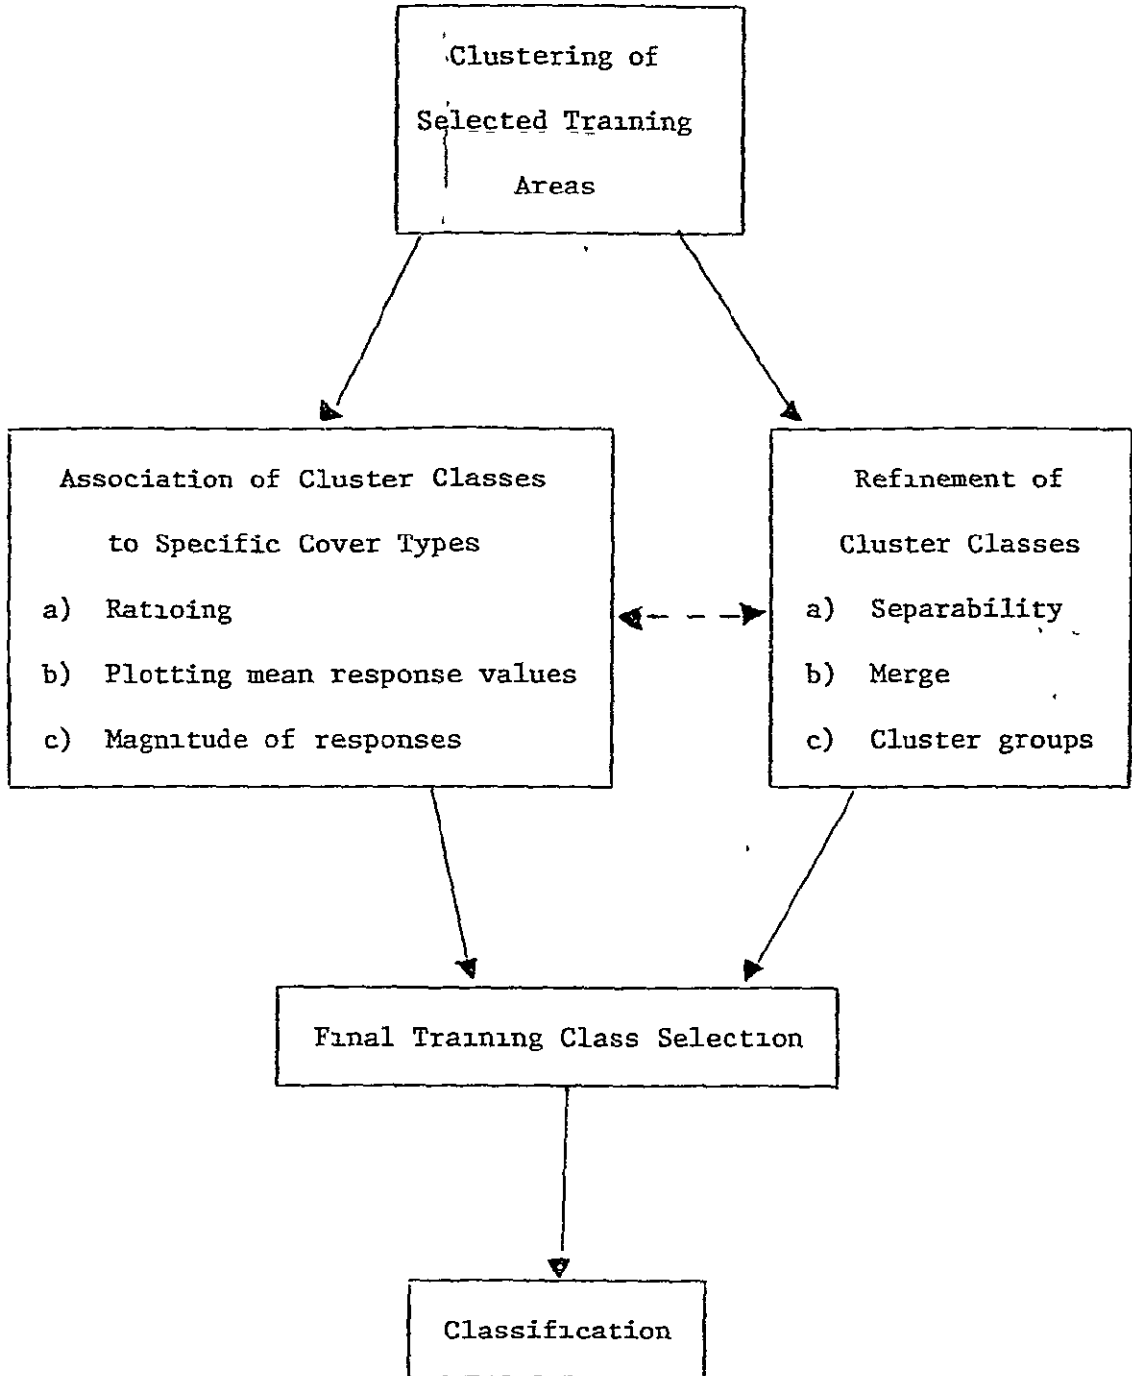 Clustering of
Selected Training
Areas
Association of Cluster Classes
to Specific Cover Types
a) Ratioing
b) Plotting mean response values
c) Magnitude of responses
Refinement of
Cluster Classes
a) Separability
b) Merge
c) Cluster groups
Final Training Class Selection
Classification